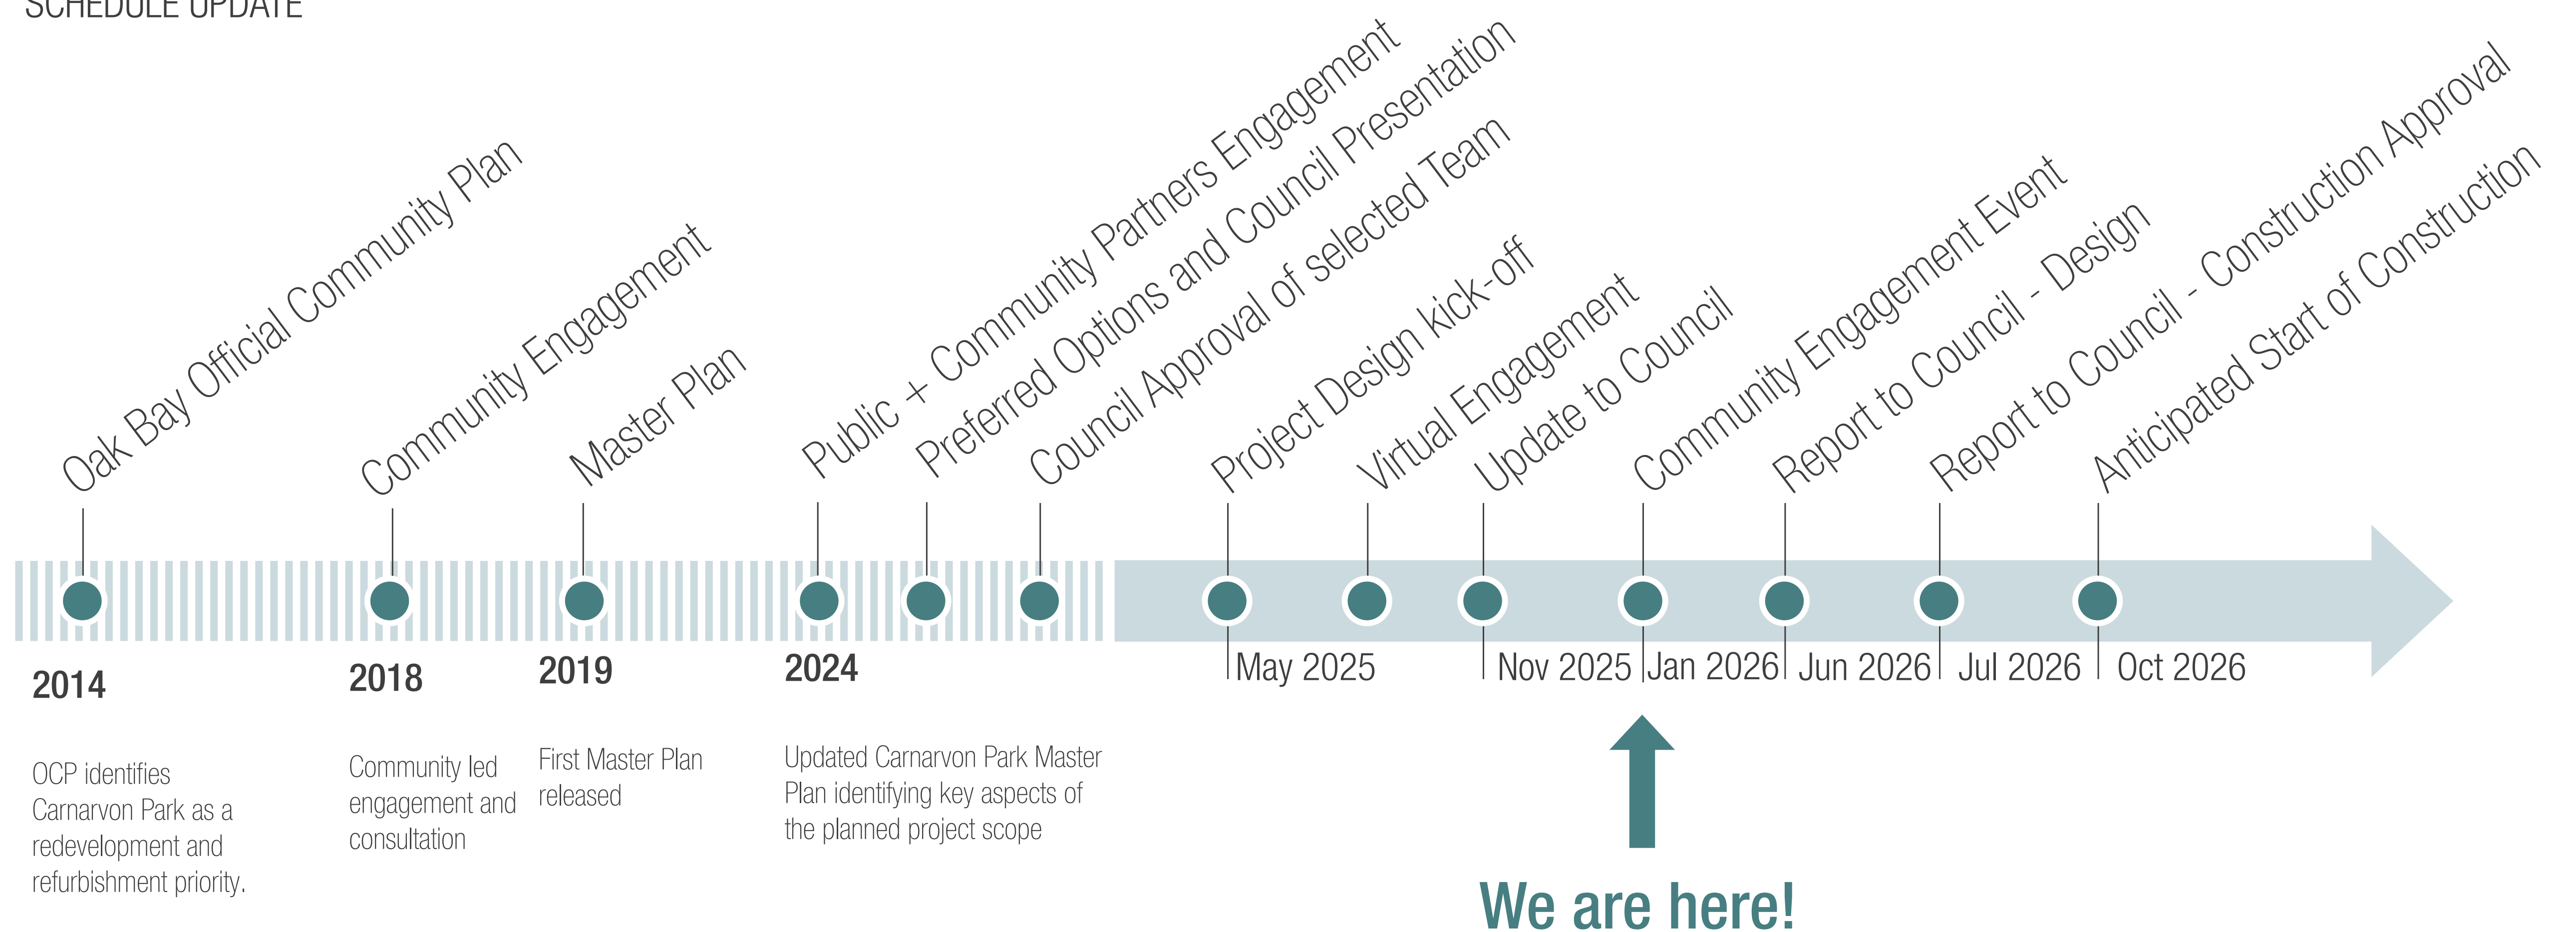 SCHEDULE UPDATE
Oak Bay Official Community Plan
Community Engagement
Master Plan
Public + Community Partners Engagement
Preferred Options and Council Presentation
Council Approval of selected Team
Project Design kick-off
Virtual Engagement
Update to Council
Community Engagement Event
Report to Council - Design
Report to Council - Construction Approval
Anticipated Start of Construction
2014
2018
2019
2024
May 2025
Nov 2025
Jan 2026
Jun 2026
Jul 2026
Oct 2026
OCP identifies
Carnarvon Park as a
redevelopment and
refurbishment priority.
Community led
engagement and
consultation
First Master Plan
released
Updated Carnarvon Park Master
Plan identifying key aspects of
the planned project scope
We are here!